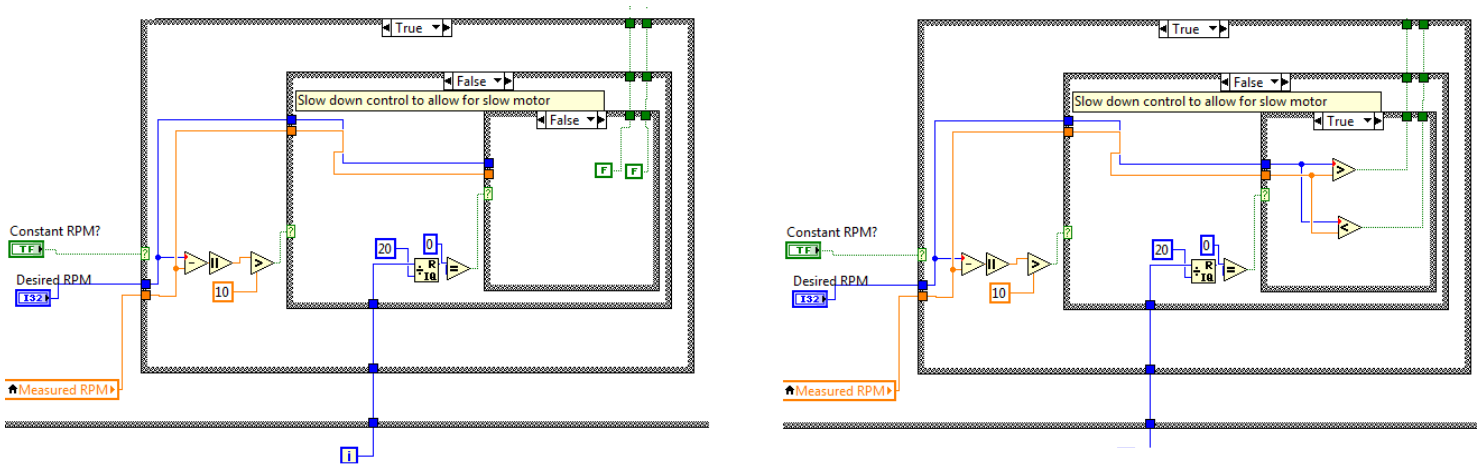 True
False
Slow down control to allow for slow motor
False
F F
Constant RPM?
TF
20
0
R
IQ
Desired RPM
I32
10
Measured RPM
i
True
False
Slow down control to allow for slow motor
True
Constant RPM?
TF
20
0
R
IQ
Desired RPM
I32
10
Measured RPM